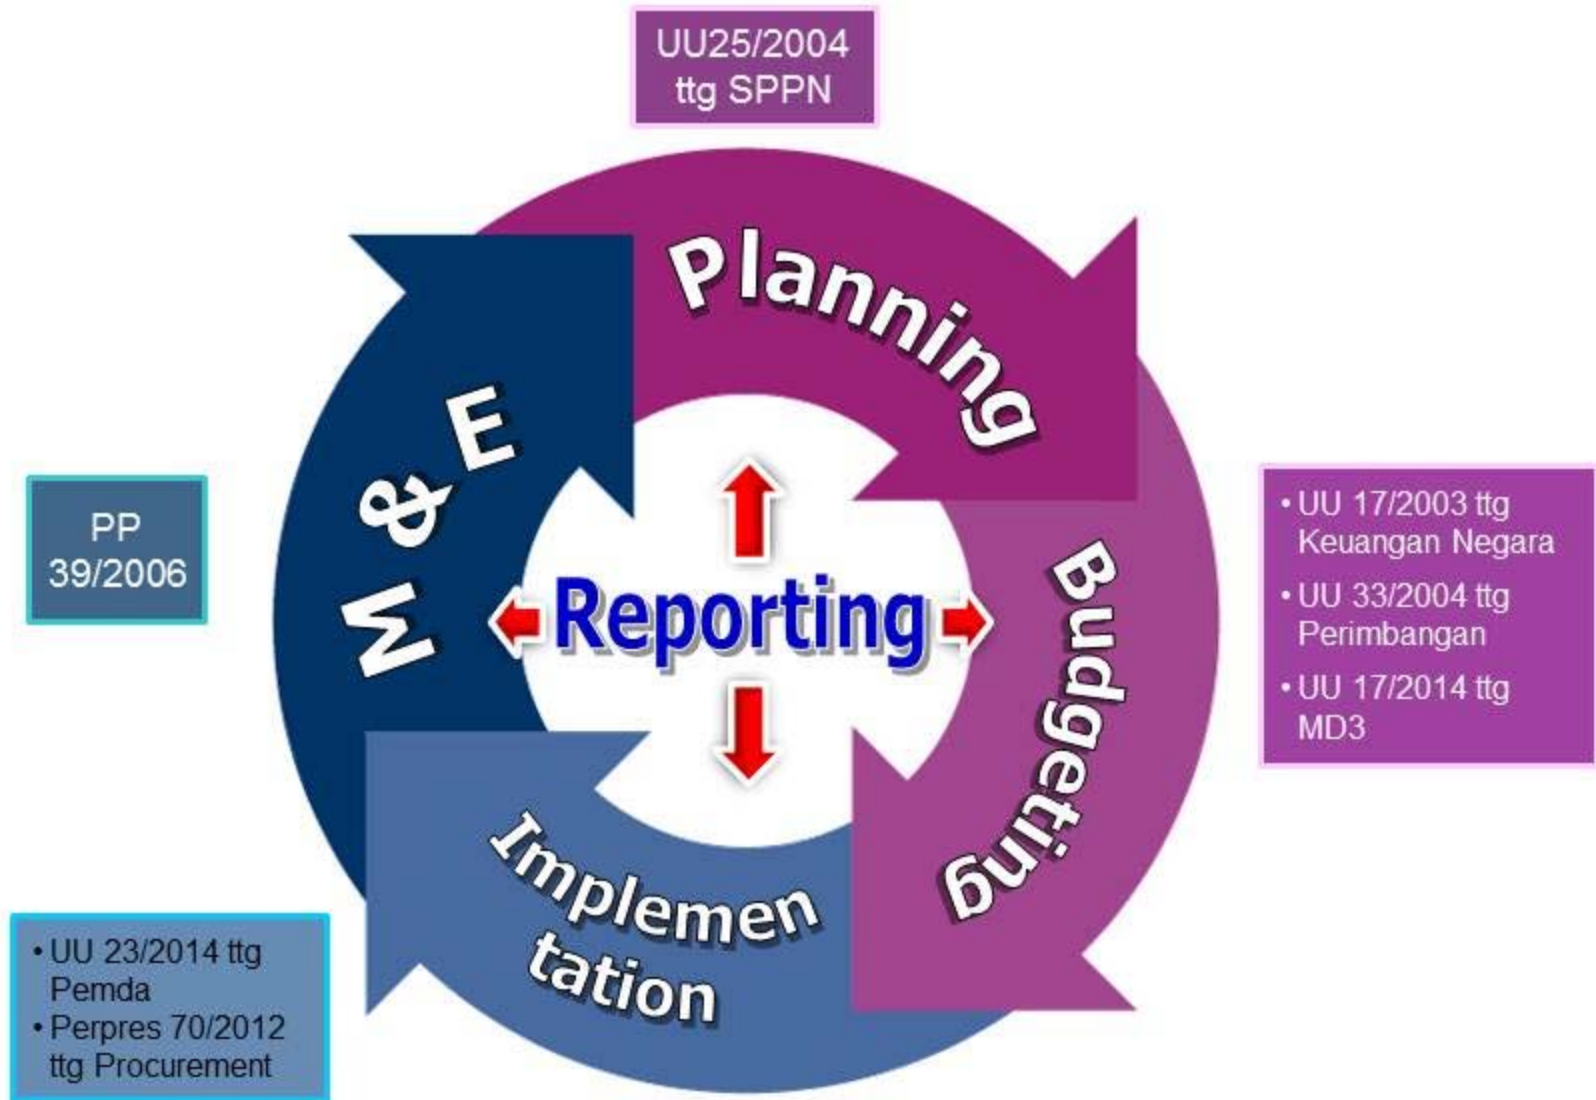 UU25/2004
ttg SPPN
Planning
M & E
PP
39/2006
Reporting
Budgeting
• UU 17/2003 ttg
Keuangan Negara
• UU 33/2004 ttg
Perimbangan
• UU 17/2014 ttg
MD3
Implemen
tation
• UU 23/2014 ttg
Pemda
• Perpres 70/2012
ttg Procurement